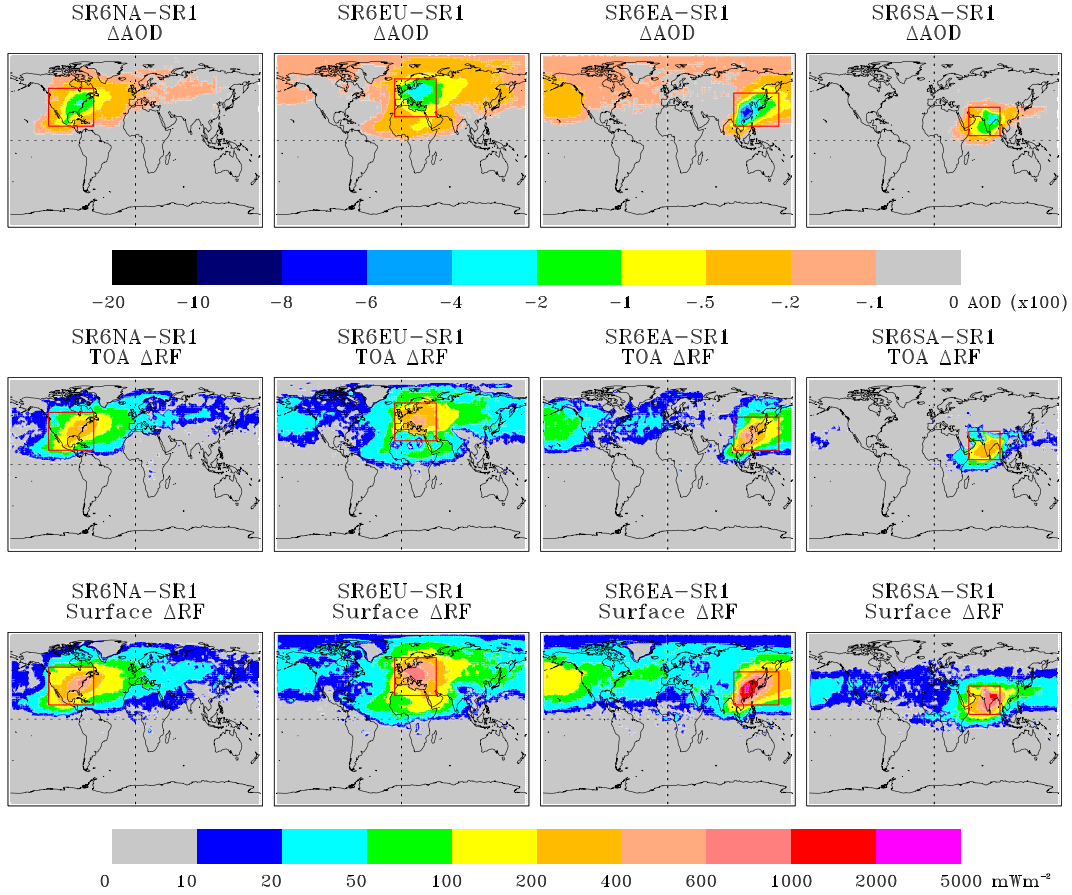 SR6NA−SR1 SR6EU−SR1 SR6EA−SR1 SR6SA−SR1
ΔAOD ΔAOD ΔAOD ΔAOD
−20 −10 −8 −6 −4 −2 −1 −.5 −.2 −.1 0 AOD (x100)
SR6NA−SR1 SR6EU−SR1 SR6EA−SR1 SR6SA−SR1
TOA ΔRF TOA ΔRF TOA ΔRF TOA ΔRF
SR6NA−SR1 SR6EU−SR1 SR6EA−SR1 SR6SA−SR1
Surface ΔRF Surface ΔRF Surface ΔRF Surface ΔRF
0 10 20 50 100 200 400 600 1000 2000 5000 mWm⁻²